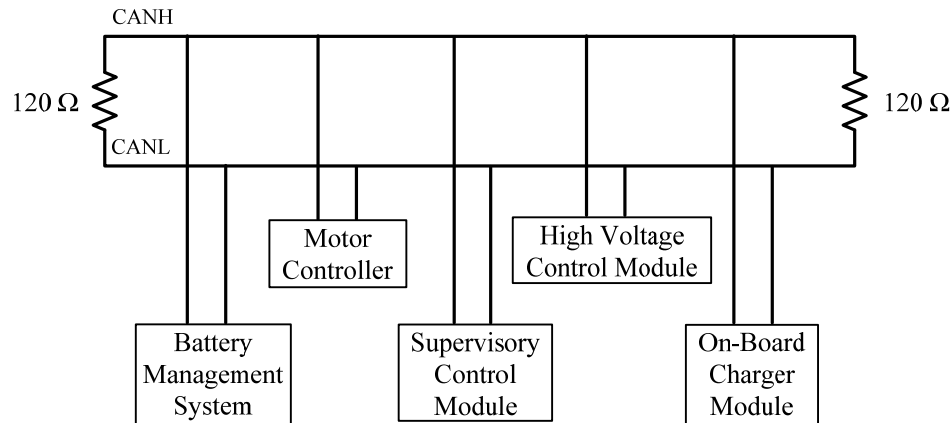 CANH
120 Ω
120 Ω
CANL
Motor
Controller
High Voltage
Control Module
Battery
Management
System
Supervisory
Control
Module
On-Board
Charger
Module